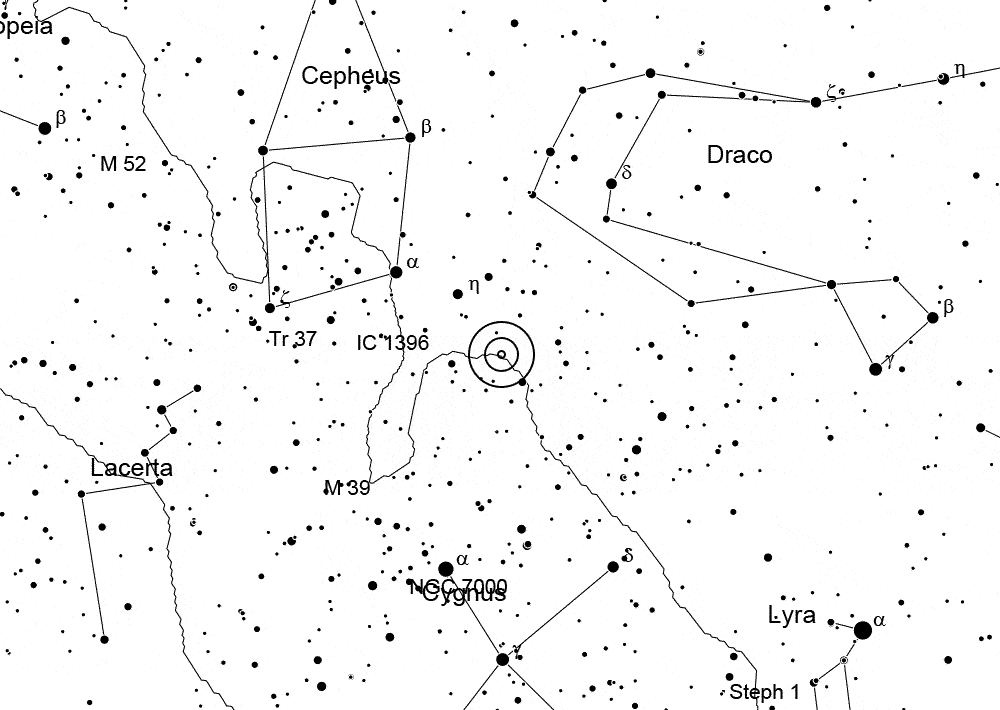 opeia
Cepheus
η
ζ
β
β
M 52
Draco
δ
α
η
ζ
β
Tr 37
IC 1396
γ
Lacerta
M 39
α
δ
NGC 7000
Cygnus
γ
Lyra
α
Steph 1